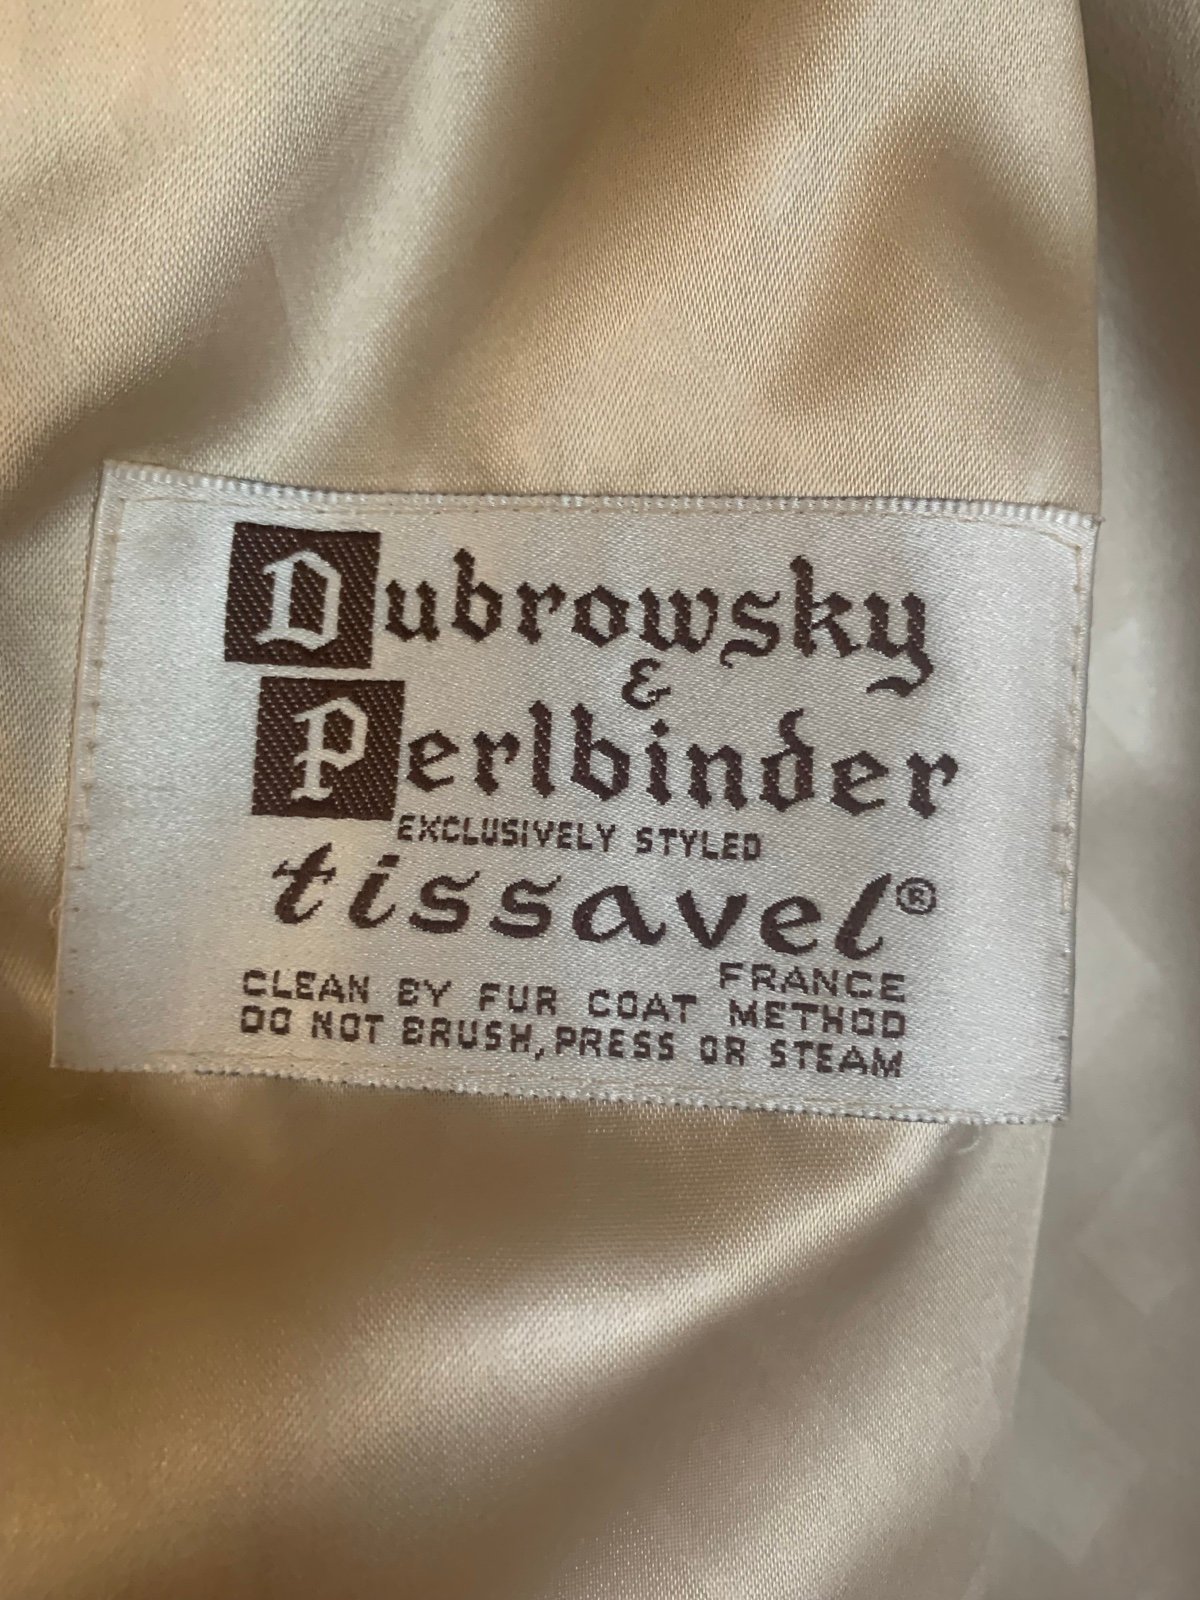 Dubrowsky
&
Perlbinder
EXCLUSIVELY STYLED
tissavel®
FRANCE
CLEAN BY FUR COAT METHOD
DO NOT BRUSH, PRESS OR STEAM